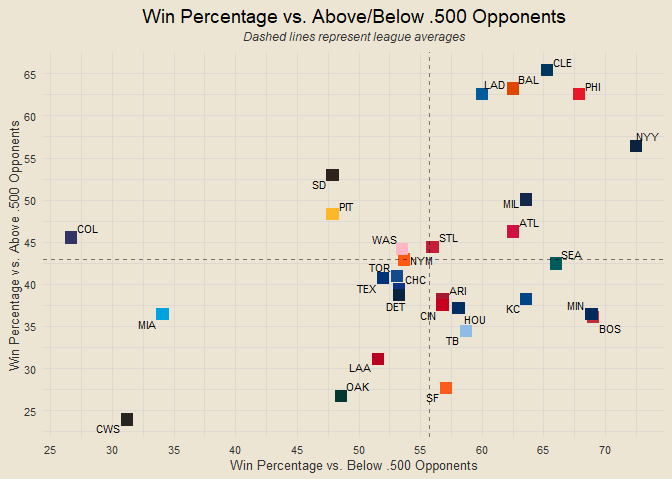 Win Percentage vs. Above/Below .500 Opponents
Dashed lines represent league averages
Win Percentage vs. Above .500 Opponents
65
60
55
50
45
40
35
30
25
CLE
LAD
BAL
PHI
NYY
SD
MIL
PIT
ATL
COL
WAS
STL
SEA
NYM
TOR
CHC
TEX
ARI
DET
CIN
KC
MIN
HOU
BOS
MIA
TB
LAA
OAK
SF
CWS
25 30 35 40 45 50 55 60 65 70
Win Percentage vs. Below .500 Opponents